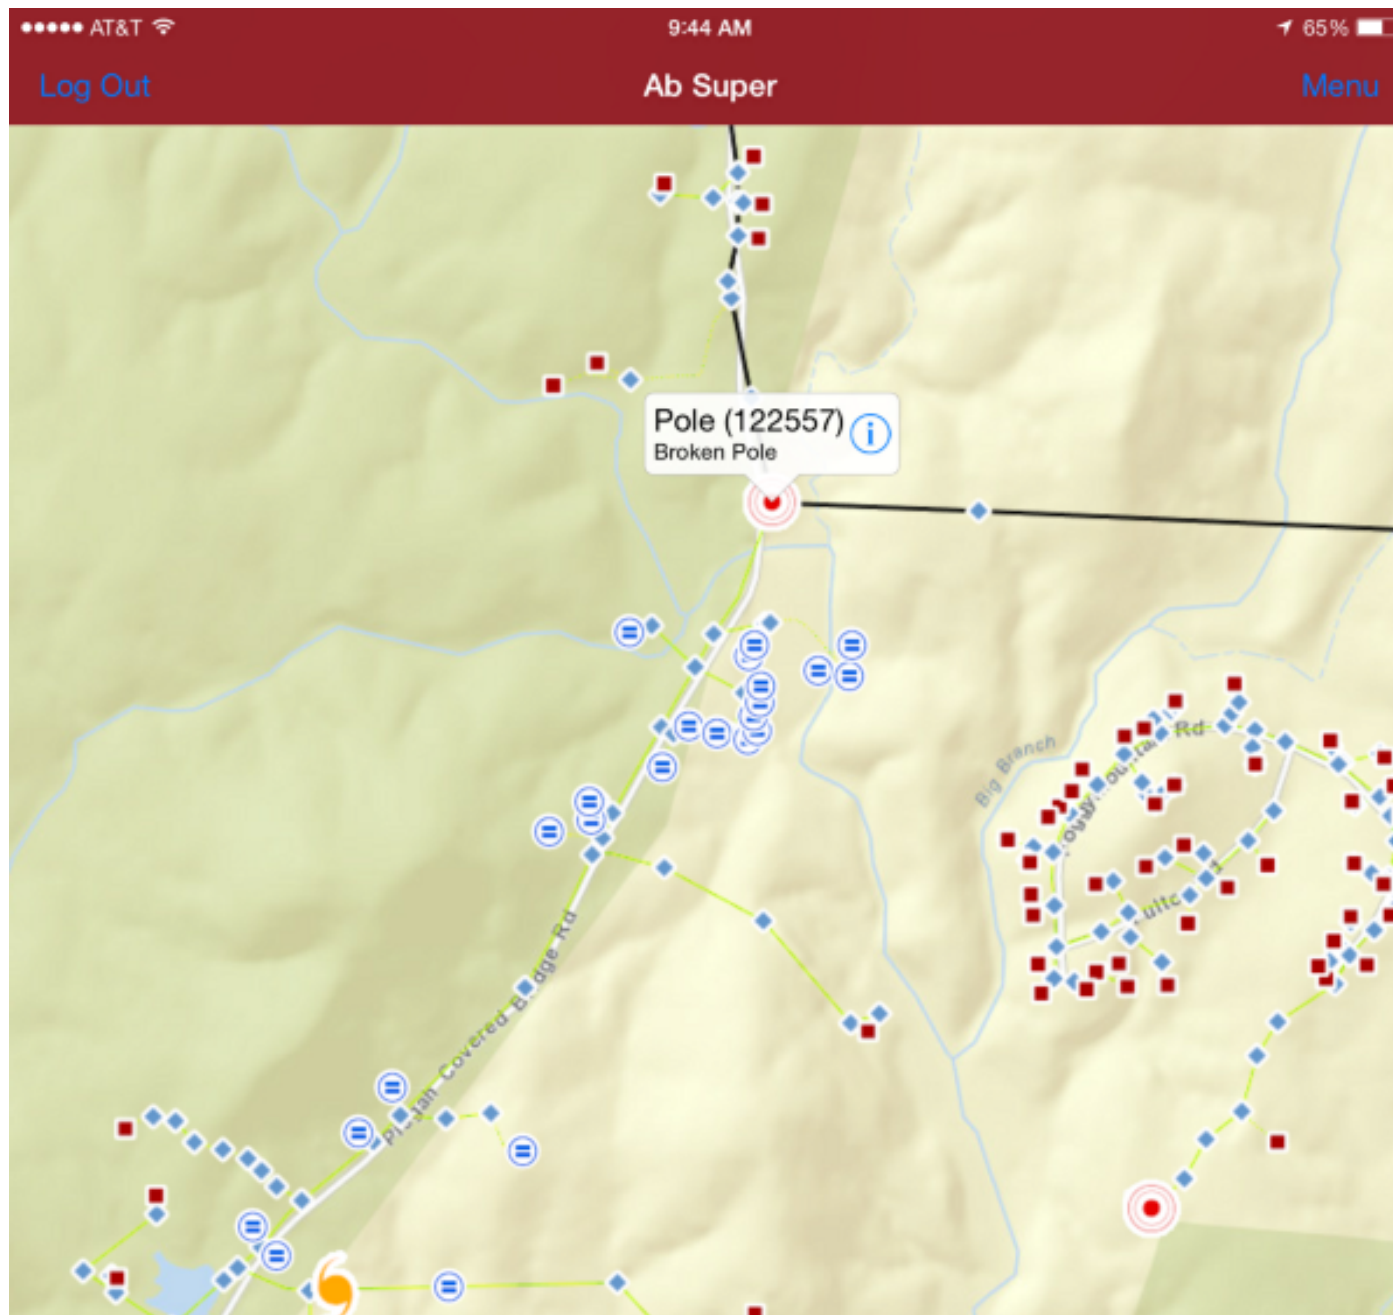 AT&T
9:44 AM
65%
Log Out
Ab Super
Menu
Pole (122557)
Broken Pole
i
Rd
Big Branch
Covered
Rd